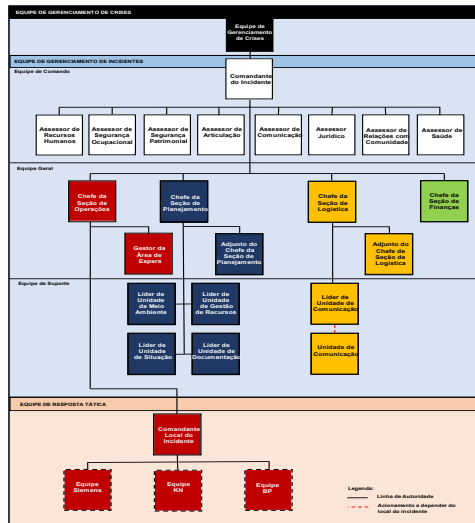 EQUIPE DE GERENCIAMENTO DE CRISES
Equipe de
Gerenciamento
de Crises
EQUIPE DE GERENCIAMENTO DE INCIDENTES
Equipe de Comando
Comandante
do Incidente
Assessor de
Recursos
Humanos
Assessor de
Segurança
Ocupacional
Assessor de
Segurança
Patrimonial
Assessor de
Articulação
Assessor de
Comunicação
Assessor
Jurídico
Assessor de
Relações com
Comunidade
Assessor de
Saúde
Equipe Geral
Chefe da
Seção de
Operações
Chefe da
Seção de
Planejamento
Chefe da
Seção de
Logística
Chefe da
Seção de
Finanças
Gestor da
Área de
Espera
Adjunto do
Chefe da
Seção de
Planejamento
Adjunto do
Chefe de
Seção de
Logística
Equipe de Suporte
Líder de
Unidade de
Meio
Ambiente
Líder de
Unidade
de Gestão
de Recursos
Líder de
Unidade de
Comunicação
Líder de
Unidade
de Situação
Líder de
Unidade de
Documentação
Unidade de
Comunicação
EQUIPE DE RESPOSTA TÁTICA
Comandante
Local do
Incidente
Equipe
Siemens
Equipe
KN
Equipe
BP
Legenda:
Linha de Autoridade
Acionamento a depender do
local do incidente